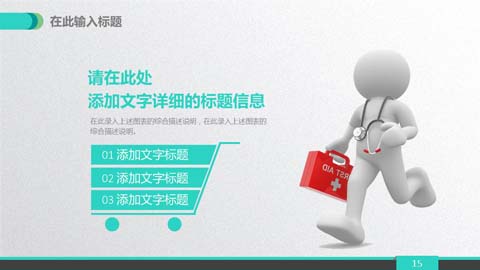 在此输入标题
请在此处
添加文字详细的标题信息
在此录入上述图表的综合描述说明，在此录入上述图表的
综合描述说明。
01 添加文字标题
02 添加文字标题
03 添加文字标题
FIRST AID
15